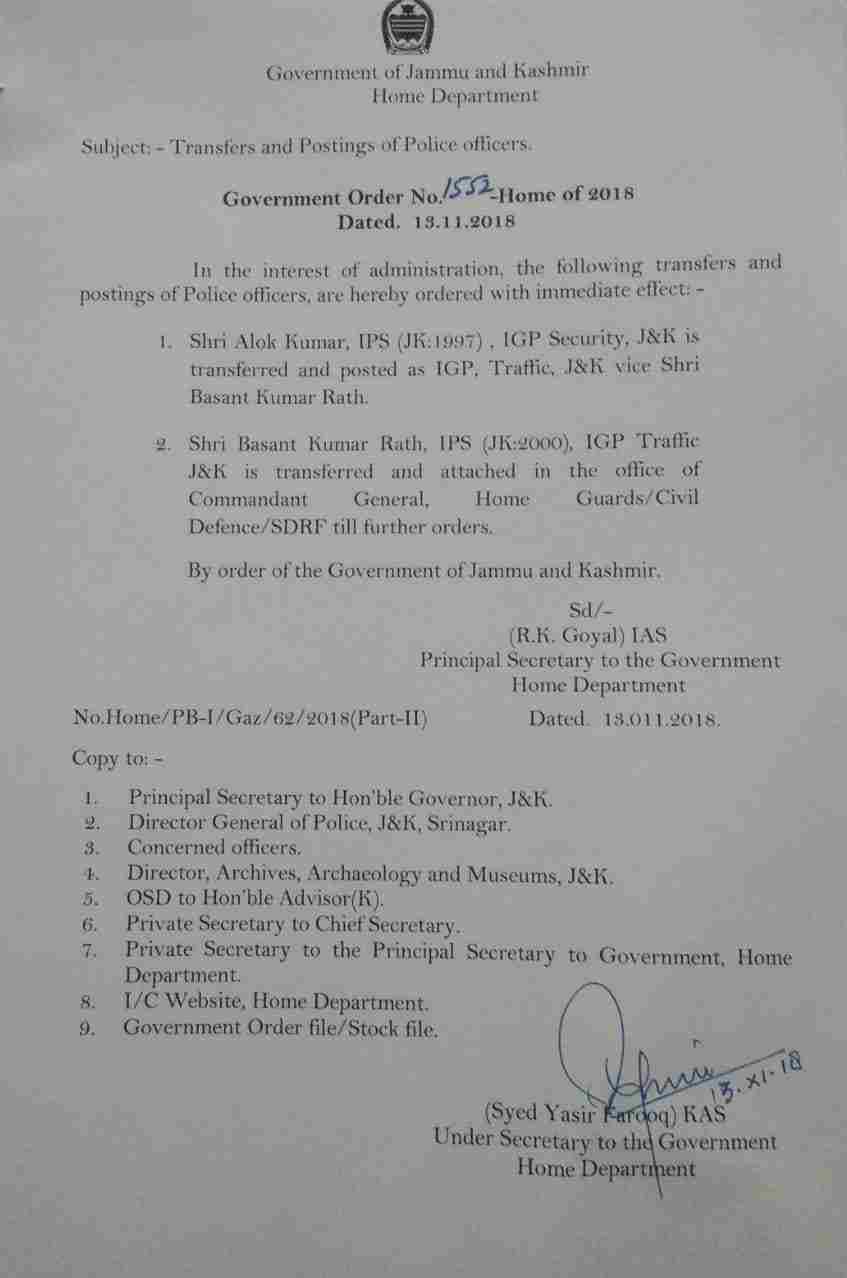 Government of Jammu and Kashmir
Home Department
Subject: - Transfers and Postings of Police officers.
Government Order No.1552-Home of 2018
Dated. 13.11.2018
In the interest of administration, the following transfers and
postings of Police officers, are hereby ordered with immediate effect: -
1. Shri Alok Kumar, IPS (JK:1997) , IGP Security, J&K is
transferred and posted as IGP, Traffic, J&K vice Shri
Basant Kumar Rath.
2. Shri Basant Kumar Rath, IPS (JK:2000), IGP Traffic
J&K is transferred and attached in the office of
Commandant General, Home Guards/Civil
Defence/SDRF till further orders.
By order of the Government of Jammu and Kashmir.
Sd/-
(R.K. Goyal) IAS
Principal Secretary to the Government
Home Department
No.Home/PB-I/Gaz/62/2018(Part-II) Dated. 13.011.2018.
Copy to: -
1. Principal Secretary to Hon'ble Governor, J&K.
2. Director General of Police, J&K, Srinagar.
3. Concerned officers.
4. Director, Archives, Archaeology and Museums, J&K.
5. OSD to Hon'ble Advisor(K).
6. Private Secretary to Chief Secretary.
7. Private Secretary to the Principal Secretary to Government, Home
Department.
8. I/C Website, Home Department.
9. Government Order file/Stock file.
13.XI.18
(Syed Yasir Farooq) KAS
Under Secretary to the Government
Home Department